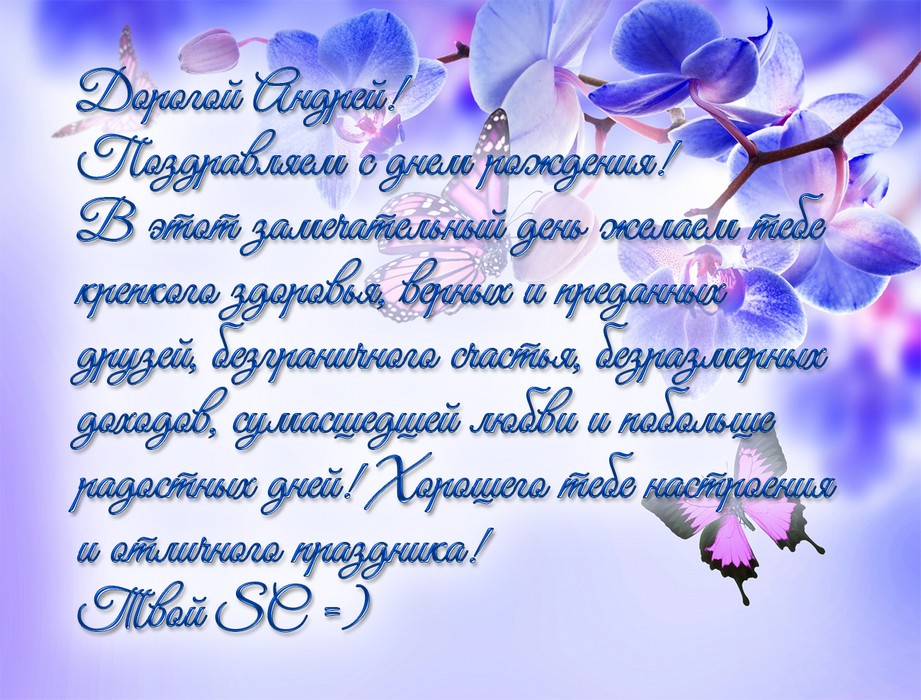 Дорогой Андрей!
Поздравляем с днем рождения!
В этот замечательный день желаем тебе
крепкого здоровья, верных и преданных
друзей, безграничного счастья, безразмерных
доходов, сумасшедшей любви и побольше
радостных дней! Хорошего тебе настроения
и отличного праздника!
Твой SC =)